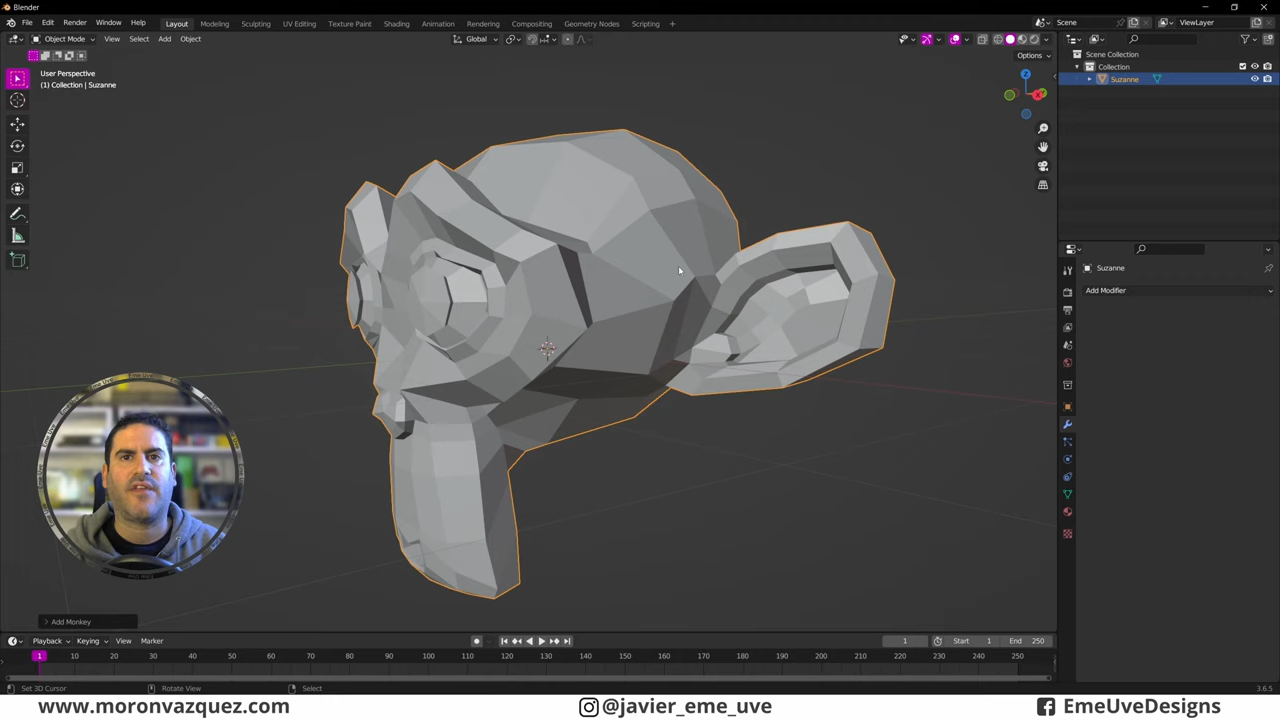 Blender
File Edit Render Window Help
Layout Modeling Sculpting UV Editing Texture Paint Shading Animation Rendering Compositing Geometry Nodes Scripting +
Scene
ViewLayer
Object Mode View Select Add Object
Global
Options
User Perspective
(1) Collection | Suzanne
Scene Collection
Collection
Suzanne
Suzanne
Add Modifier
Add Monkey
Playback Keying View Marker
1
Start 1 End 250
1 10 20 30 40 50 60 70 80 90 100 110 120 130 140 150 160 170 180 190 200 210 220 230 240 250
Set 3D Cursor Rotate View Select
3.6.5
www.moronvazquez.com @javier_eme_uve EmeUveDesigns